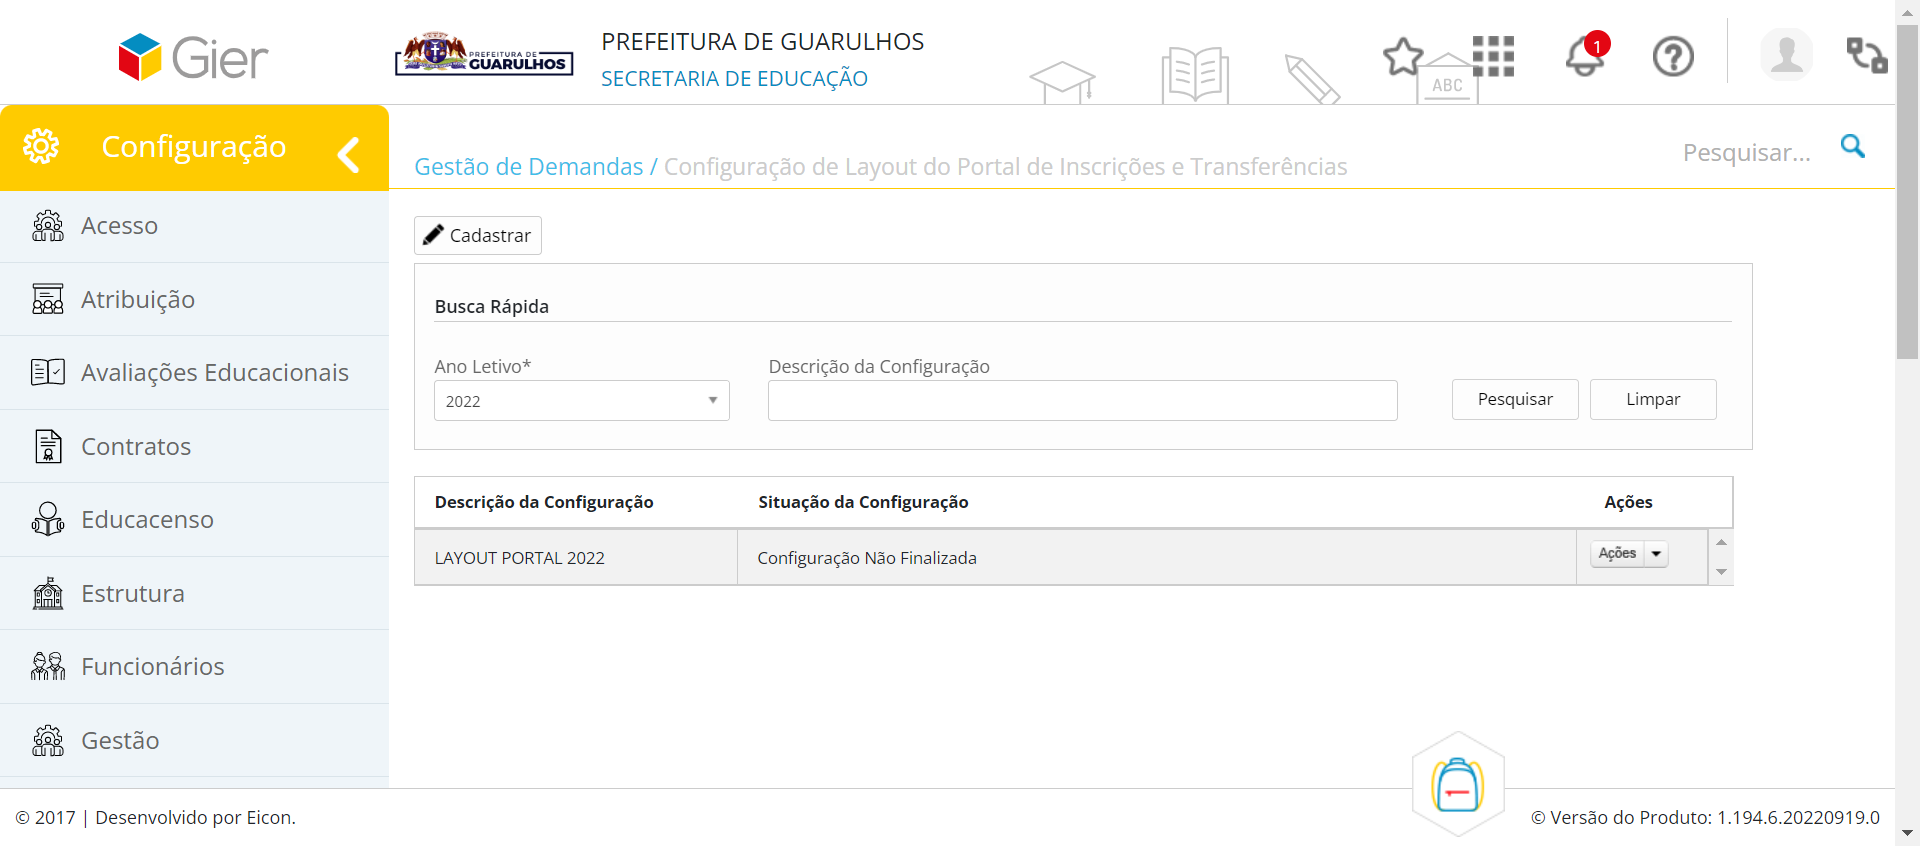 Gier
PREFEITURA DE
GUARULHOS
PREFEITURA DE GUARULHOS
SECRETARIA DE EDUCAÇÃO
ABC
1
Configuração
Gestão de Demandas / Configuração de Layout do Portal de Inscrições e Transferências
Pesquisar...
Acesso
Atribuição
Avaliações Educacionais
Contratos
Educacenso
Estrutura
Funcionários
Gestão
Cadastrar
Busca Rápida
Ano Letivo*
Descrição da Configuração
2022
Pesquisar
Limpar
Descrição da Configuração Situação da Configuração Ações
LAYOUT PORTAL 2022 Configuração Não Finalizada Ações
© 2017 | Desenvolvido por Eicon.
© Versão do Produto: 1.194.6.20220919.0